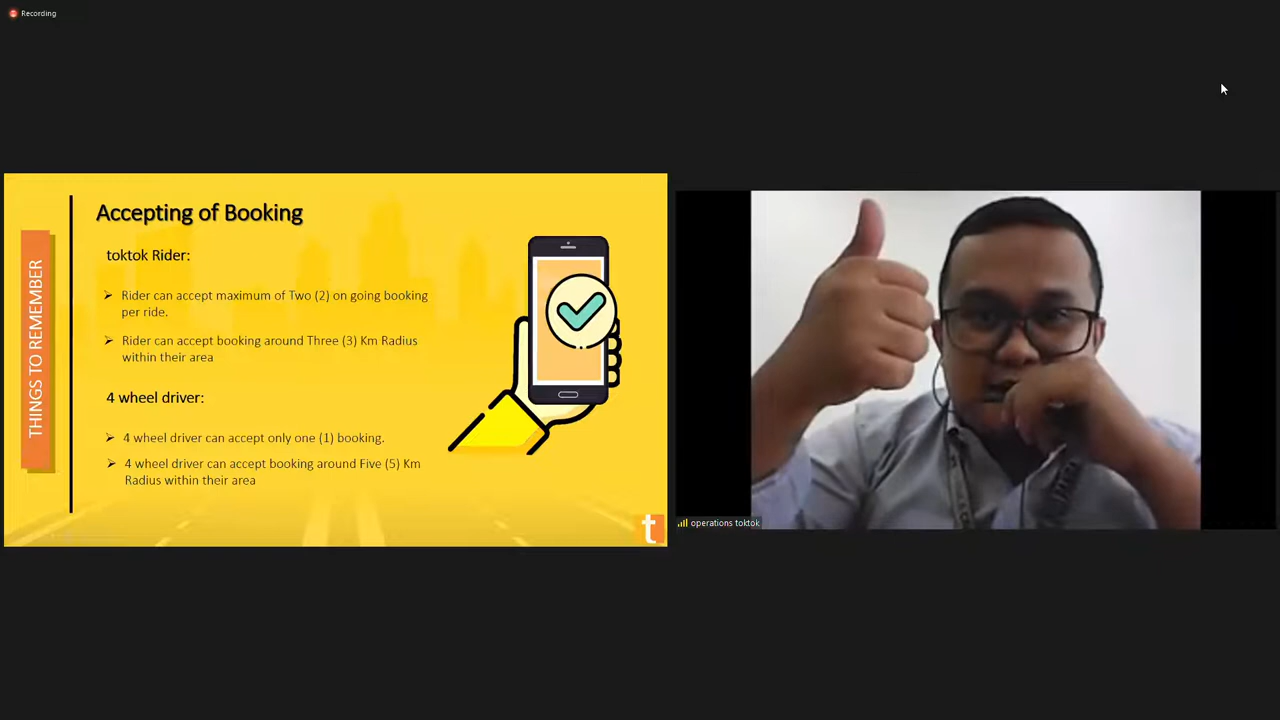 Recording
THINGS TO REMEMBER
Accepting of Booking
toktok Rider:
Rider can accept maximum of Two (2) on going booking
per ride.
Rider can accept booking around Three (3) Km Radius
within their area
4 wheel driver:
4 wheel driver can accept only one (1) booking.
4 wheel driver can accept booking around Five (5) Km
Radius within their area
t
operations toktok